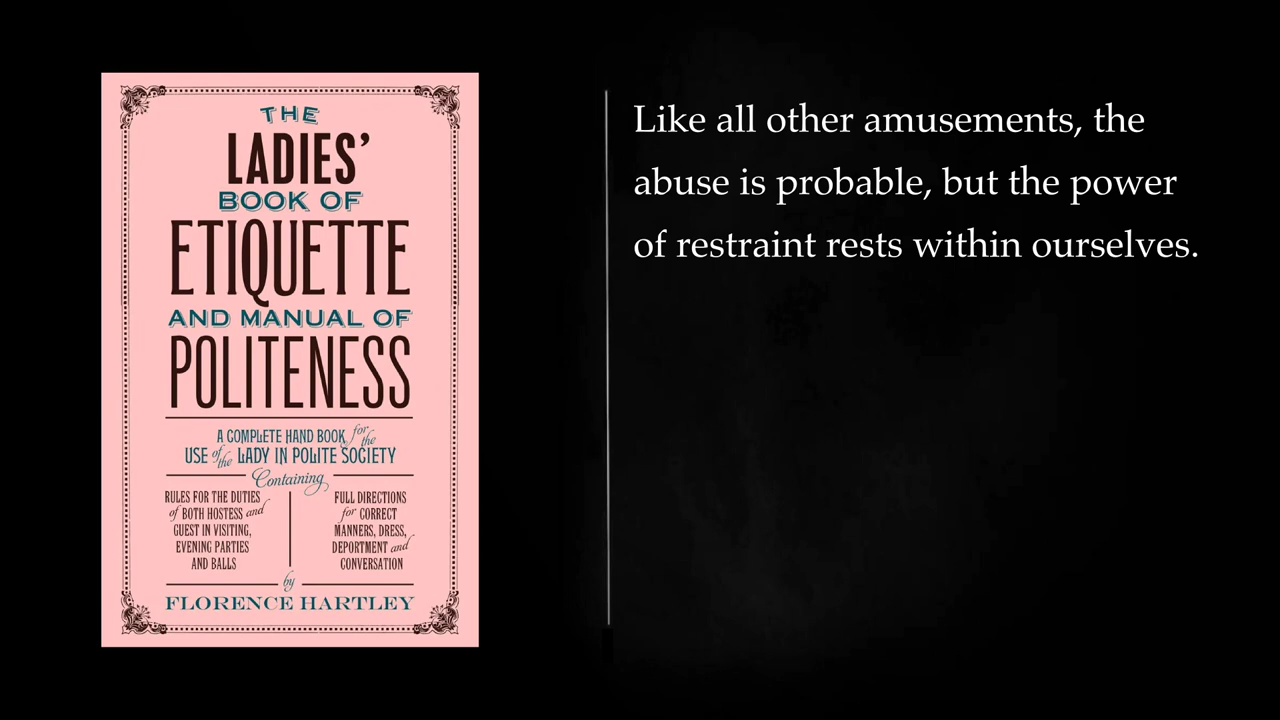 THE
LADIES'
BOOK OF
ETIQUETTE
AND MANUAL OF
POLITENESS
A COMPLETE HAND BOOK for the
USE of the LADY IN POLITE SOCIETY
Containing
RULES FOR THE DUTIES
of BOTH HOSTESS and
GUEST IN VISITING,
EVENING PARTIES
AND BALLS
FULL DIRECTIONS
for CORRECT
MANNERS, DRESS,
DEPORTMENT and
CONVERSATION
by
FLORENCE HARTLEY
Like all other amusements, the
abuse is probable, but the power
of restraint rests within ourselves.